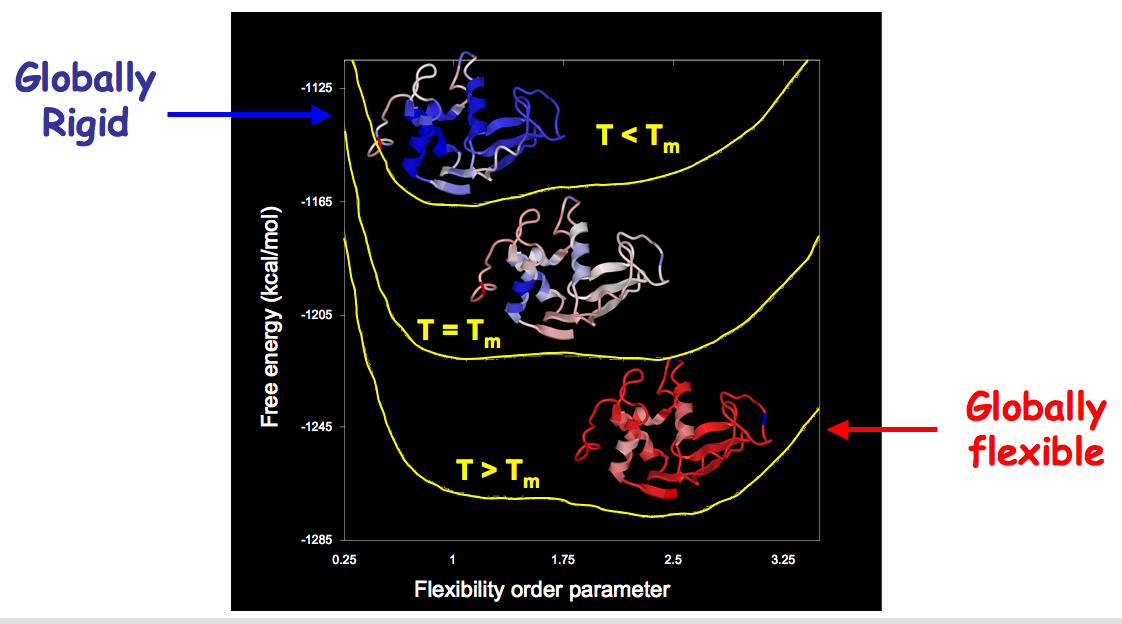 Globally
Rigid
Free energy (kcal/mol)
-1125
-1165
-1205
-1245
-1285
T < Tm
T = Tm
T > Tm
Globally
flexible
0.25 1 1.75 2.5 3.25
Flexibility order parameter